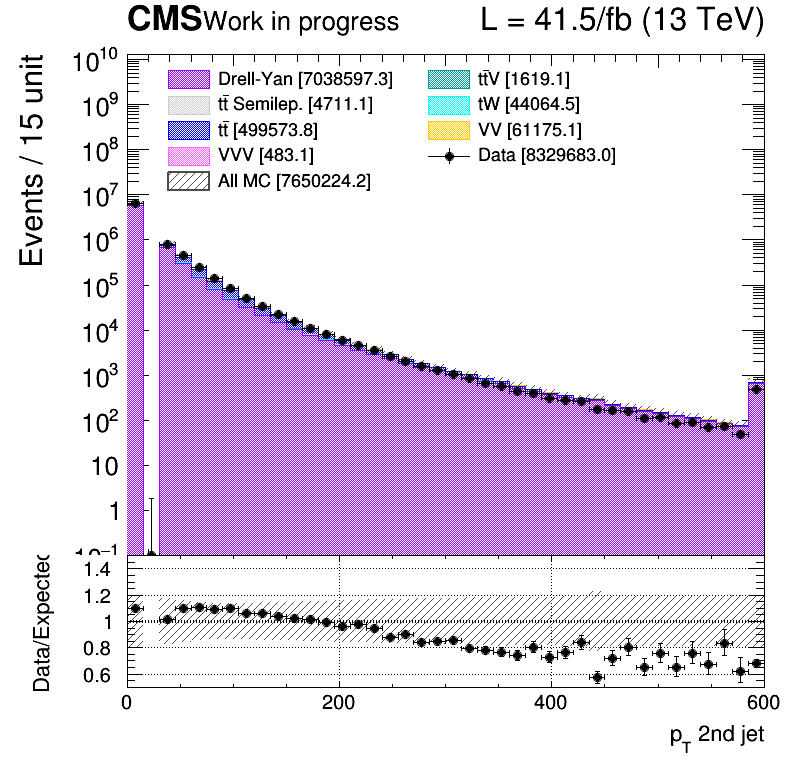 CMS Work in progress L = 41.5/fb (13 TeV)
Events / 15 unit
10^10
10^9
10^8
10^7
10^6
10^5
10^4
10^3
10^2
10
1
10^−1
Drell-Yan [7038597.3]
tt̄ Semilep. [4711.1]
tt̄ [499573.8]
VVV [483.1]
All MC [7650224.2]
tt̄V [1619.1]
tW [44064.5]
VV [61175.1]
Data [8329683.0]
Data/Expected
1.4
1.2
1
0.8
0.6
0 200 400 600
p_T 2nd jet